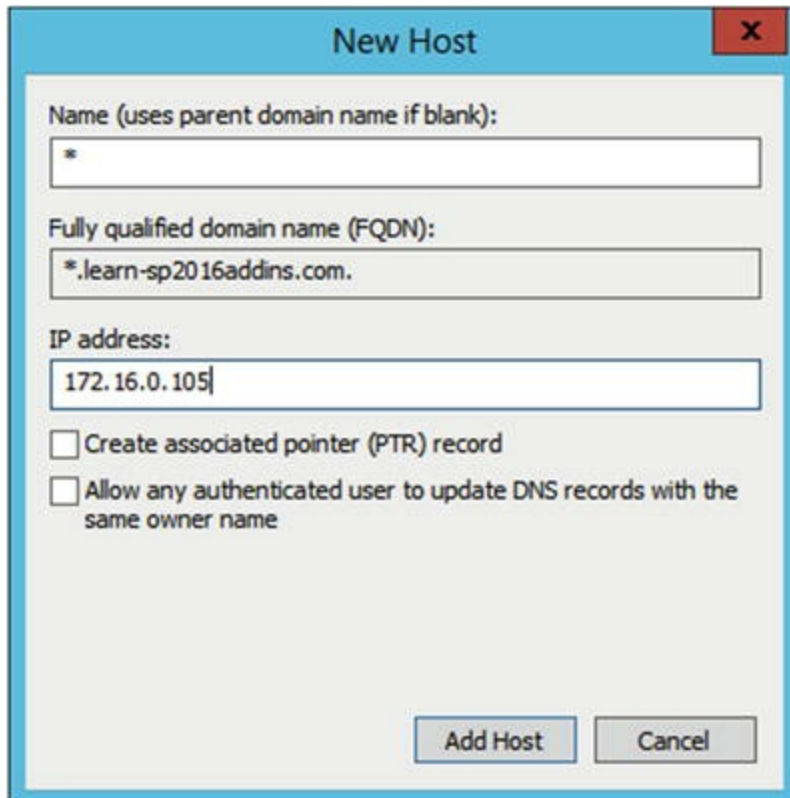 New Host
x
Name (uses parent domain name if blank):
*
Fully qualified domain name (FQDN):
*.learn-sp2016addins.com.
IP address:
172.16.0.105
Create associated pointer (PTR) record
Allow any authenticated user to update DNS records with the
same owner name
Add Host
Cancel